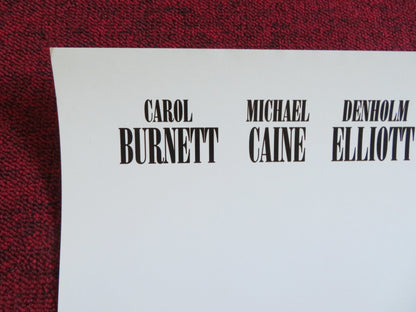 CAROL MICHAEL DENHOLM
BURNETT CAINE ELLIOTT